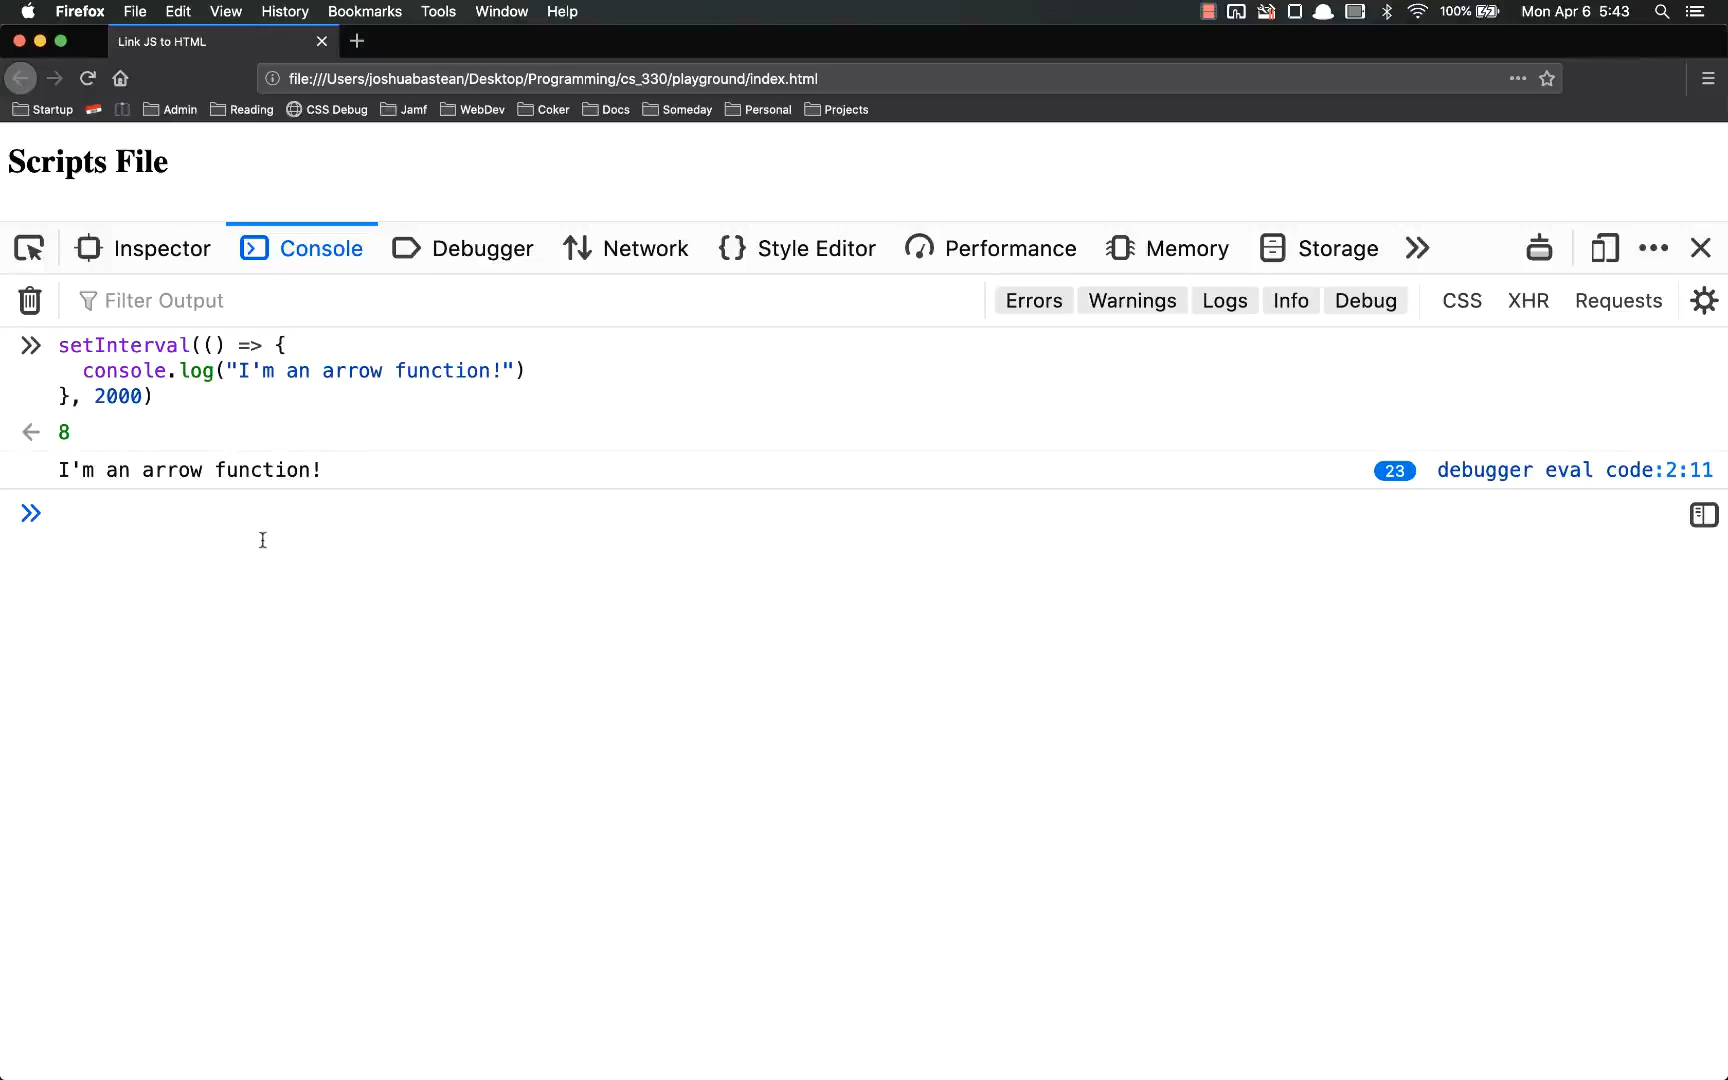 Firefox File Edit View History Bookmarks Tools Window Help 100% Mon Apr 6 5:43
Link JS to HTML
file:///Users/joshuabastean/Desktop/Programming/cs_330/playground/index.html
Startup Admin Reading CSS Debug Jamf WebDev Coker Docs Someday Personal Projects
Scripts File
Inspector Console Debugger Network Style Editor Performance Memory Storage
Filter Output Errors Warnings Logs Info Debug CSS XHR Requests
setInterval(() => {
console.log("I'm an arrow function!")
}, 2000)
8
I'm an arrow function! 23 debugger eval code:2:11